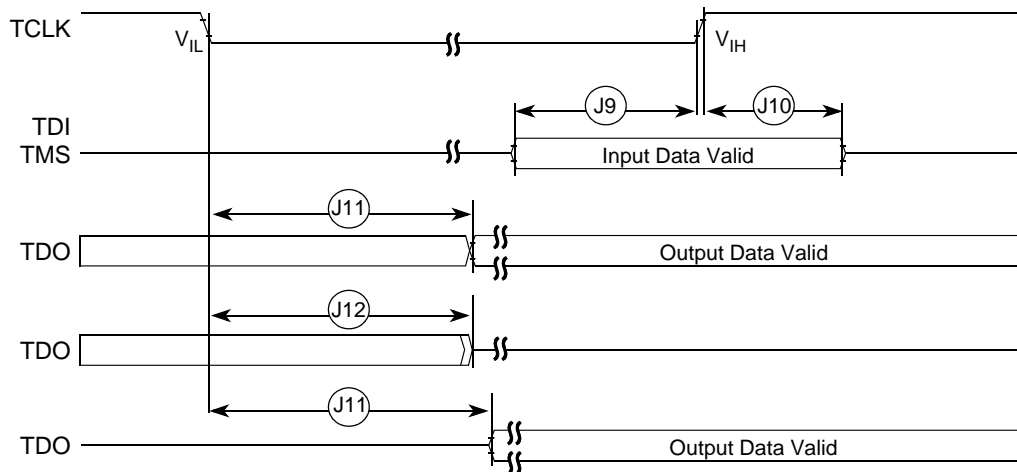 TCLK
VIL
VIH
J9
J10
TDI
TMS
Input Data Valid
J11
TDO
Output Data Valid
J12
TDO
J11
TDO
Output Data Valid